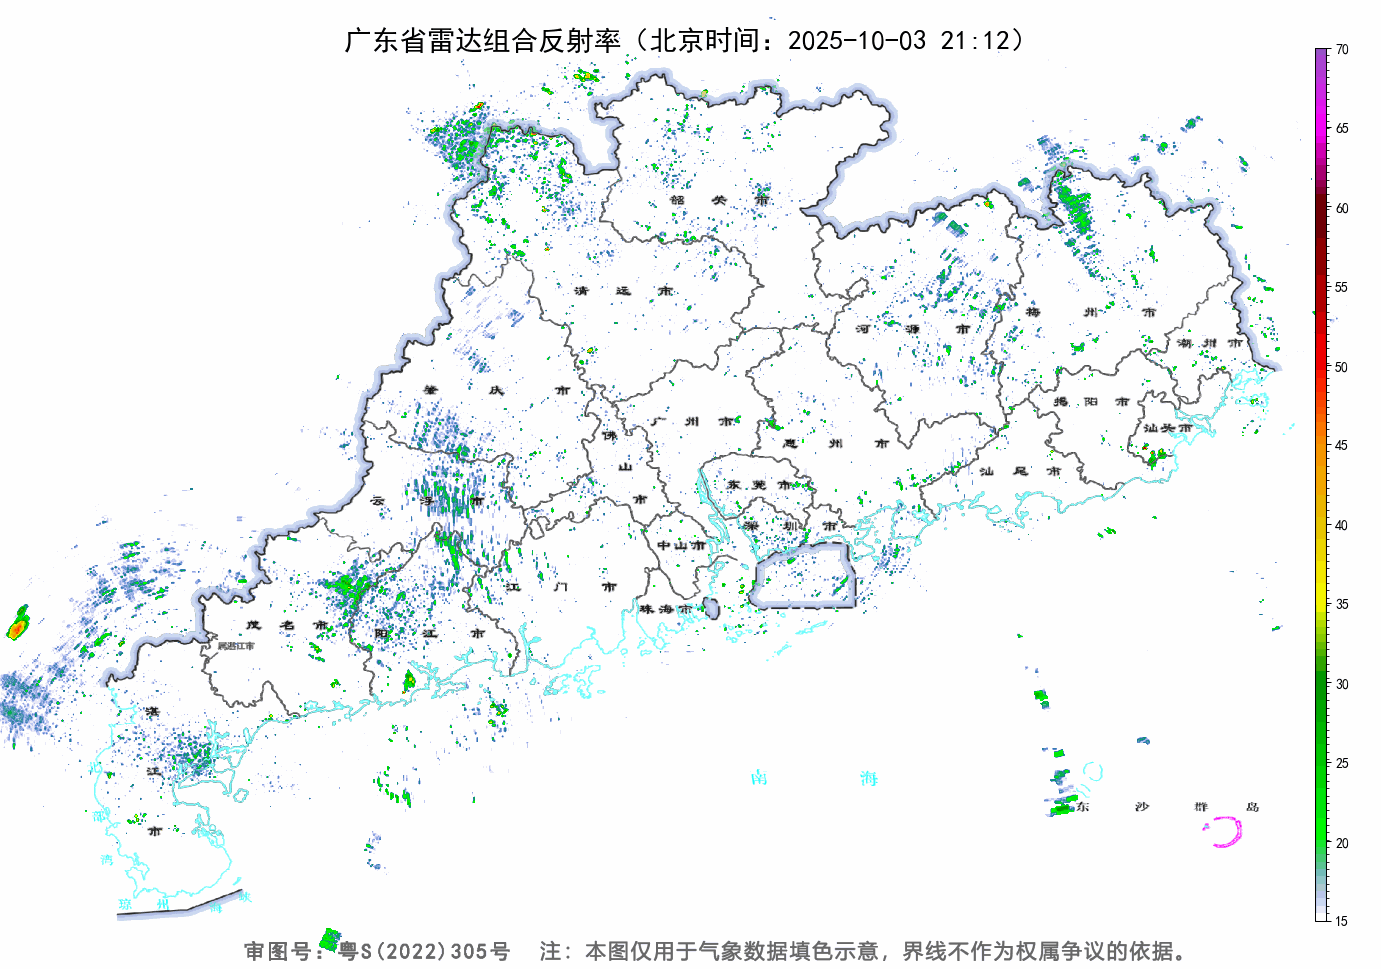 广东省雷达组合反射率（北京时间：2025-10-03 21:12）
70
65
60
55
50
45
40
35
30
25
20
15
韶关市
清远市
河源市
梅州市
潮州市
肇庆市
广州市
佛山市
惠州市
揭阳市
汕头市
汕尾市
云浮市
东莞市
深圳市
中山市
江门市
珠海市
茂名市
属湛江市
阳江市
湛江市
南海
东沙群岛
北部湾
琼州海峡
审图号：粤S(2022)305号 注：本图仅用于气象数据填色示意，界线不作为权属争议的依据。